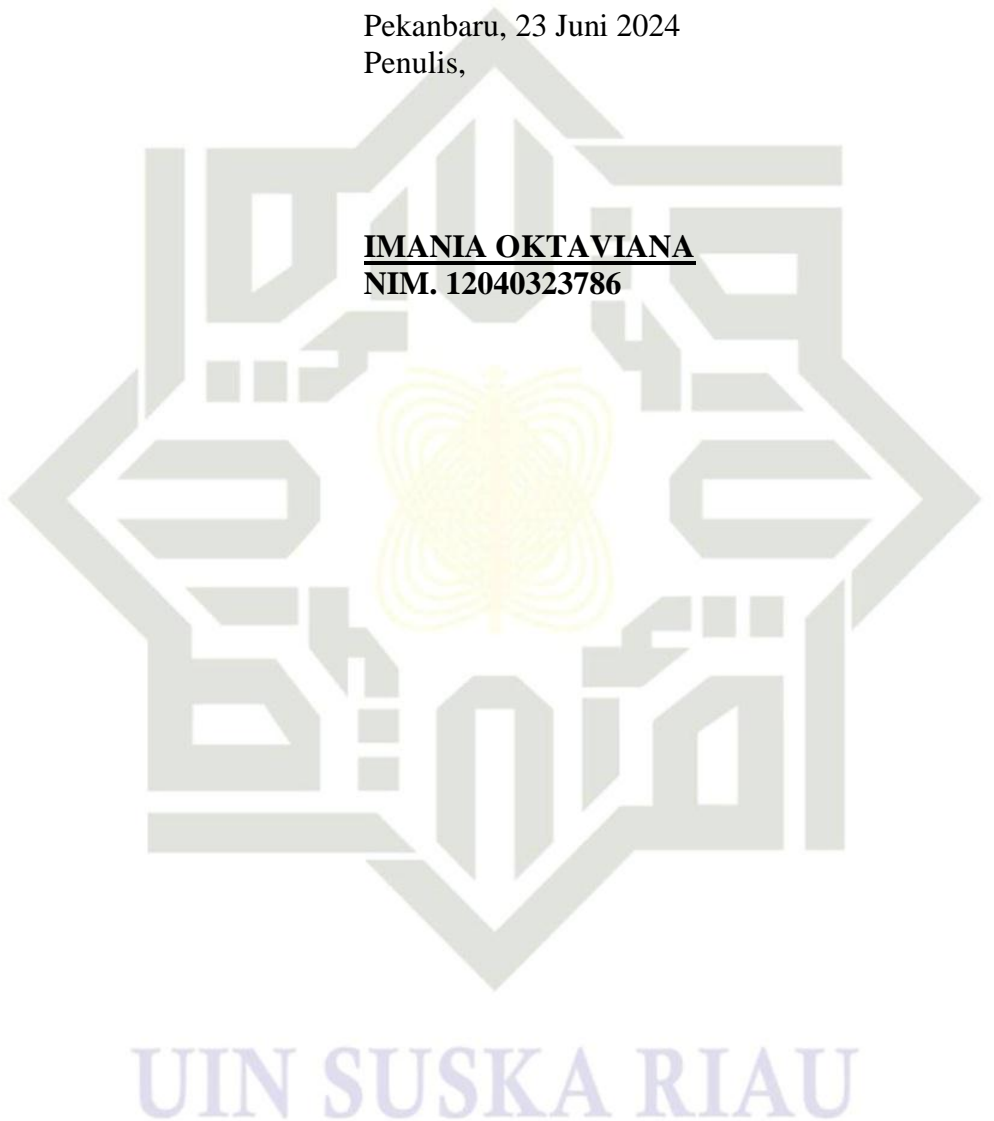 Pekanbaru, 23 Juni 2024
Penulis,
IMANIA OKTAVIANA
NIM. 12040323786
UIN SUSKA RIAU